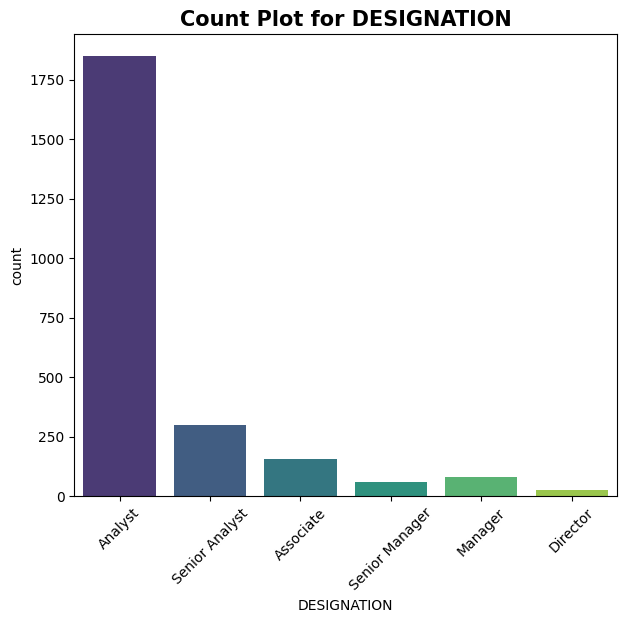 Count Plot for DESIGNATION
1750
1500
1250
1000
750
500
250
0
count
Analyst
Senior Analyst
Associate
Senior Manager
Manager
Director
DESIGNATION